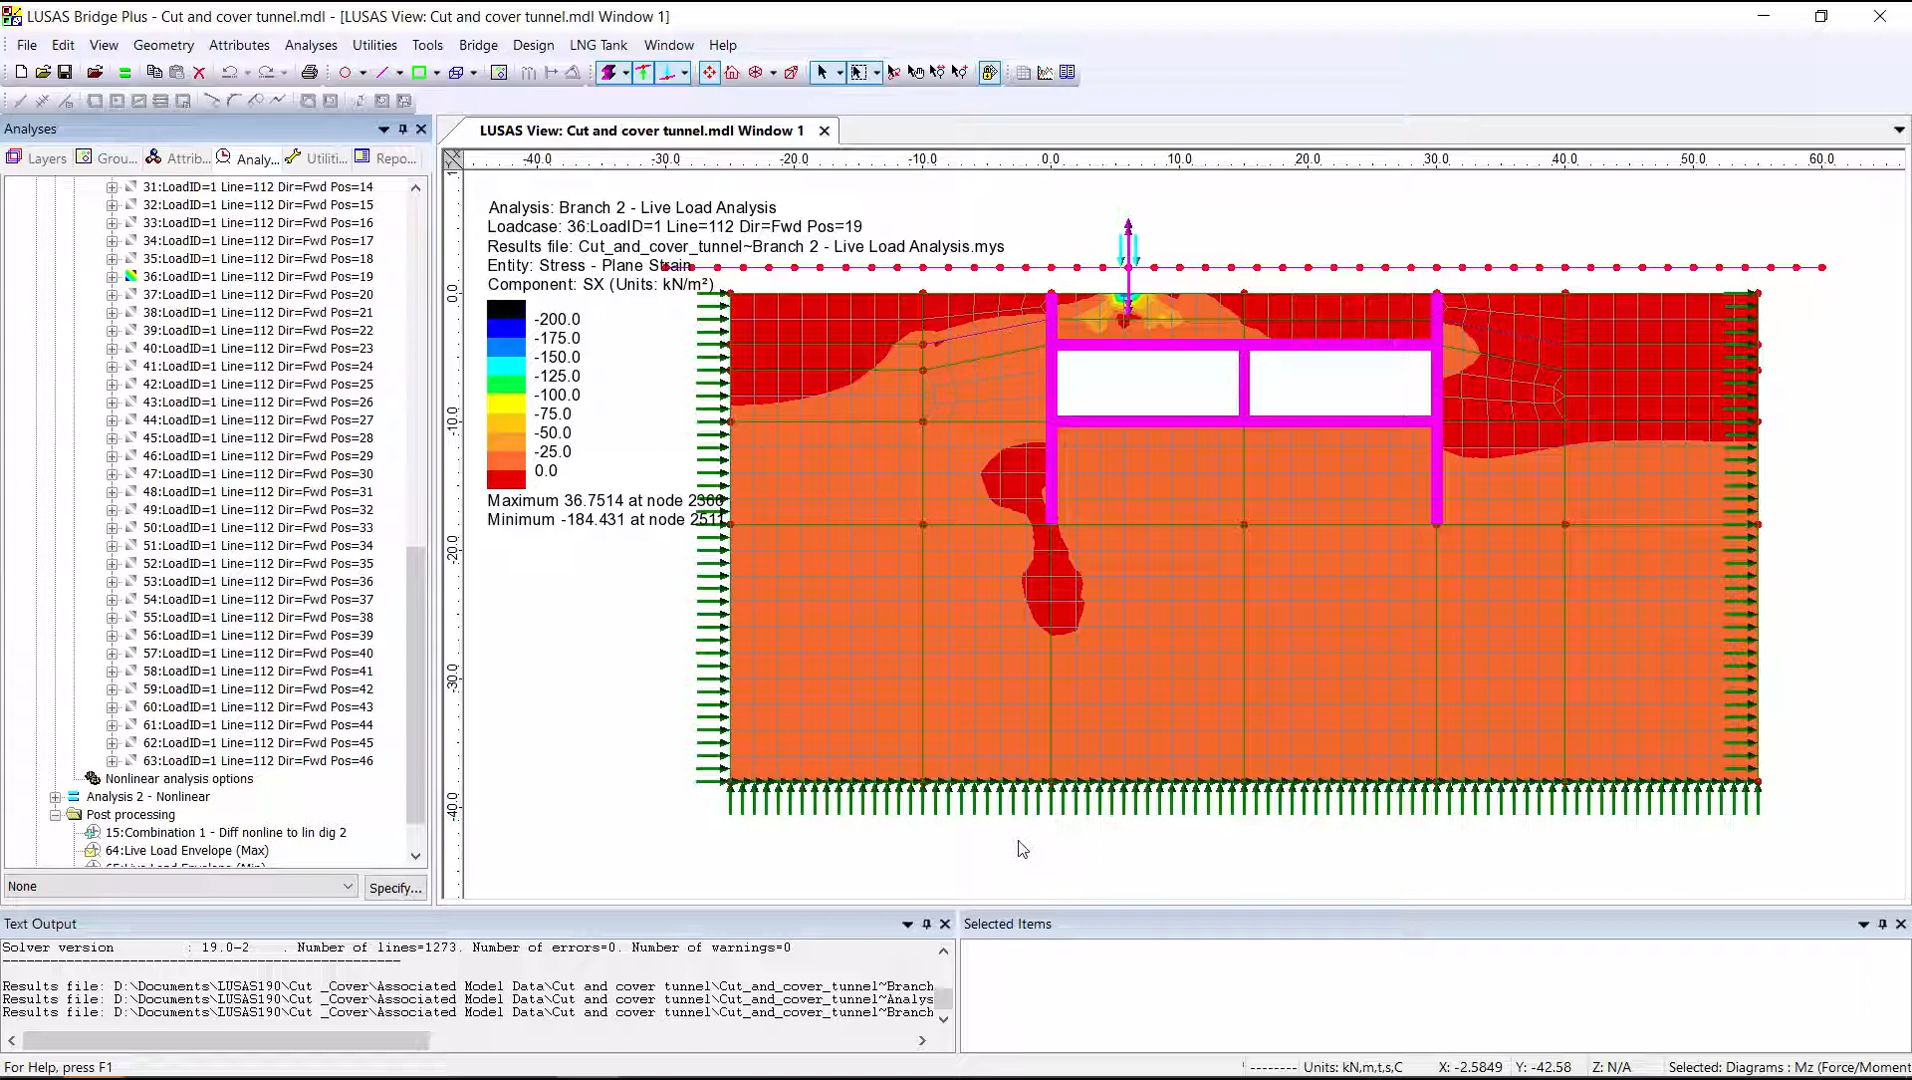 LUSAS Bridge Plus - Cut and cover tunnel.mdl - [LUSAS View: Cut and cover tunnel.mdl Window 1]
File Edit View Geometry Attributes Analyses Utilities Tools Bridge Design LNG Tank Window Help
Analyses
Layers Grou... Attrib... Analy... Utiliti... Repo...
31:LoadID=1 Line=112 Dir=Fwd Pos=14
32:LoadID=1 Line=112 Dir=Fwd Pos=15
33:LoadID=1 Line=112 Dir=Fwd Pos=16
34:LoadID=1 Line=112 Dir=Fwd Pos=17
35:LoadID=1 Line=112 Dir=Fwd Pos=18
36:LoadID=1 Line=112 Dir=Fwd Pos=19
37:LoadID=1 Line=112 Dir=Fwd Pos=20
38:LoadID=1 Line=112 Dir=Fwd Pos=21
39:LoadID=1 Line=112 Dir=Fwd Pos=22
40:LoadID=1 Line=112 Dir=Fwd Pos=23
41:LoadID=1 Line=112 Dir=Fwd Pos=24
42:LoadID=1 Line=112 Dir=Fwd Pos=25
43:LoadID=1 Line=112 Dir=Fwd Pos=26
44:LoadID=1 Line=112 Dir=Fwd Pos=27
45:LoadID=1 Line=112 Dir=Fwd Pos=28
46:LoadID=1 Line=112 Dir=Fwd Pos=29
47:LoadID=1 Line=112 Dir=Fwd Pos=30
48:LoadID=1 Line=112 Dir=Fwd Pos=31
49:LoadID=1 Line=112 Dir=Fwd Pos=32
50:LoadID=1 Line=112 Dir=Fwd Pos=33
51:LoadID=1 Line=112 Dir=Fwd Pos=34
52:LoadID=1 Line=112 Dir=Fwd Pos=35
53:LoadID=1 Line=112 Dir=Fwd Pos=36
54:LoadID=1 Line=112 Dir=Fwd Pos=37
55:LoadID=1 Line=112 Dir=Fwd Pos=38
56:LoadID=1 Line=112 Dir=Fwd Pos=39
57:LoadID=1 Line=112 Dir=Fwd Pos=40
58:LoadID=1 Line=112 Dir=Fwd Pos=41
59:LoadID=1 Line=112 Dir=Fwd Pos=42
60:LoadID=1 Line=112 Dir=Fwd Pos=43
61:LoadID=1 Line=112 Dir=Fwd Pos=44
62:LoadID=1 Line=112 Dir=Fwd Pos=45
63:LoadID=1 Line=112 Dir=Fwd Pos=46
Nonlinear analysis options
Analysis 2 - Nonlinear
Post processing
15:Combination 1 - Diff nonline to lin dig 2
64:Live Load Envelope (Max)
None
Specify...
LUSAS View: Cut and cover tunnel.mdl Window 1
-40.0 -30.0 -20.0 -10.0 0.0 10.0 20.0 30.0 40.0 50.0 60.0
0.0
-10.0
-20.0
-30.0
-40.0
Analysis: Branch 2 - Live Load Analysis
Loadcase: 36:LoadID=1 Line=112 Dir=Fwd Pos=19
Results file: Cut_and_cover_tunnel~Branch 2 - Live Load Analysis.mys
Entity: Stress - Plane Strain
Component: SX (Units: kN/m²)
-200.0
-175.0
-150.0
-125.0
-100.0
-75.0
-50.0
-25.0
0.0
Maximum 36.7514 at node
Minimum -184.431 at node 2511
Text Output
Solver version : 19.0-2 . Number of lines=1273. Number of errors=0. Number of warnings=0
Results file: D:\Documents\LUSAS190\Cut _Cover\Associated Model Data\Cut and cover tunnel\Cut_and_cover_tunnel~Branch
Results file: D:\Documents\LUSAS190\Cut _Cover\Associated Model Data\Cut and cover tunnel\Cut_and_cover_tunnel~Analys
Results file: D:\Documents\LUSAS190\Cut _Cover\Associated Model Data\Cut and cover tunnel\Cut_and_cover_tunnel~Branch
Selected Items
For Help, press F1
Units: kN,m,t,s,C X: -2.5849 Y: -42.58 Z: N/A Selected: Diagrams : Mz (Force/Moment